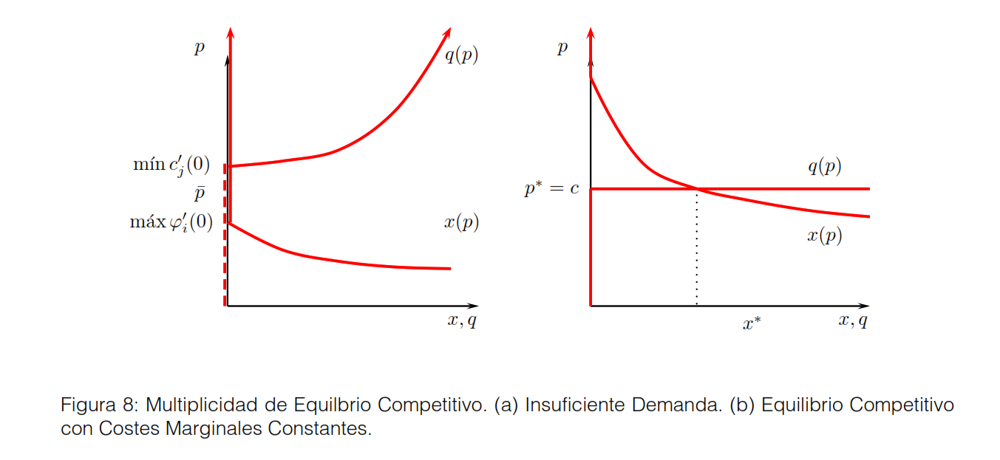 p
q(p)
mín c′j(0)
p̄
máx φ′i(0)
x(p)
x, q
p
q(p)
p* = c
x(p)
x*
x, q
Figura 8: Multiplicidad de Equilbrio Competitivo. (a) Insuficiente Demanda. (b) Equilibrio Competitivo
con Costes Marginales Constantes.